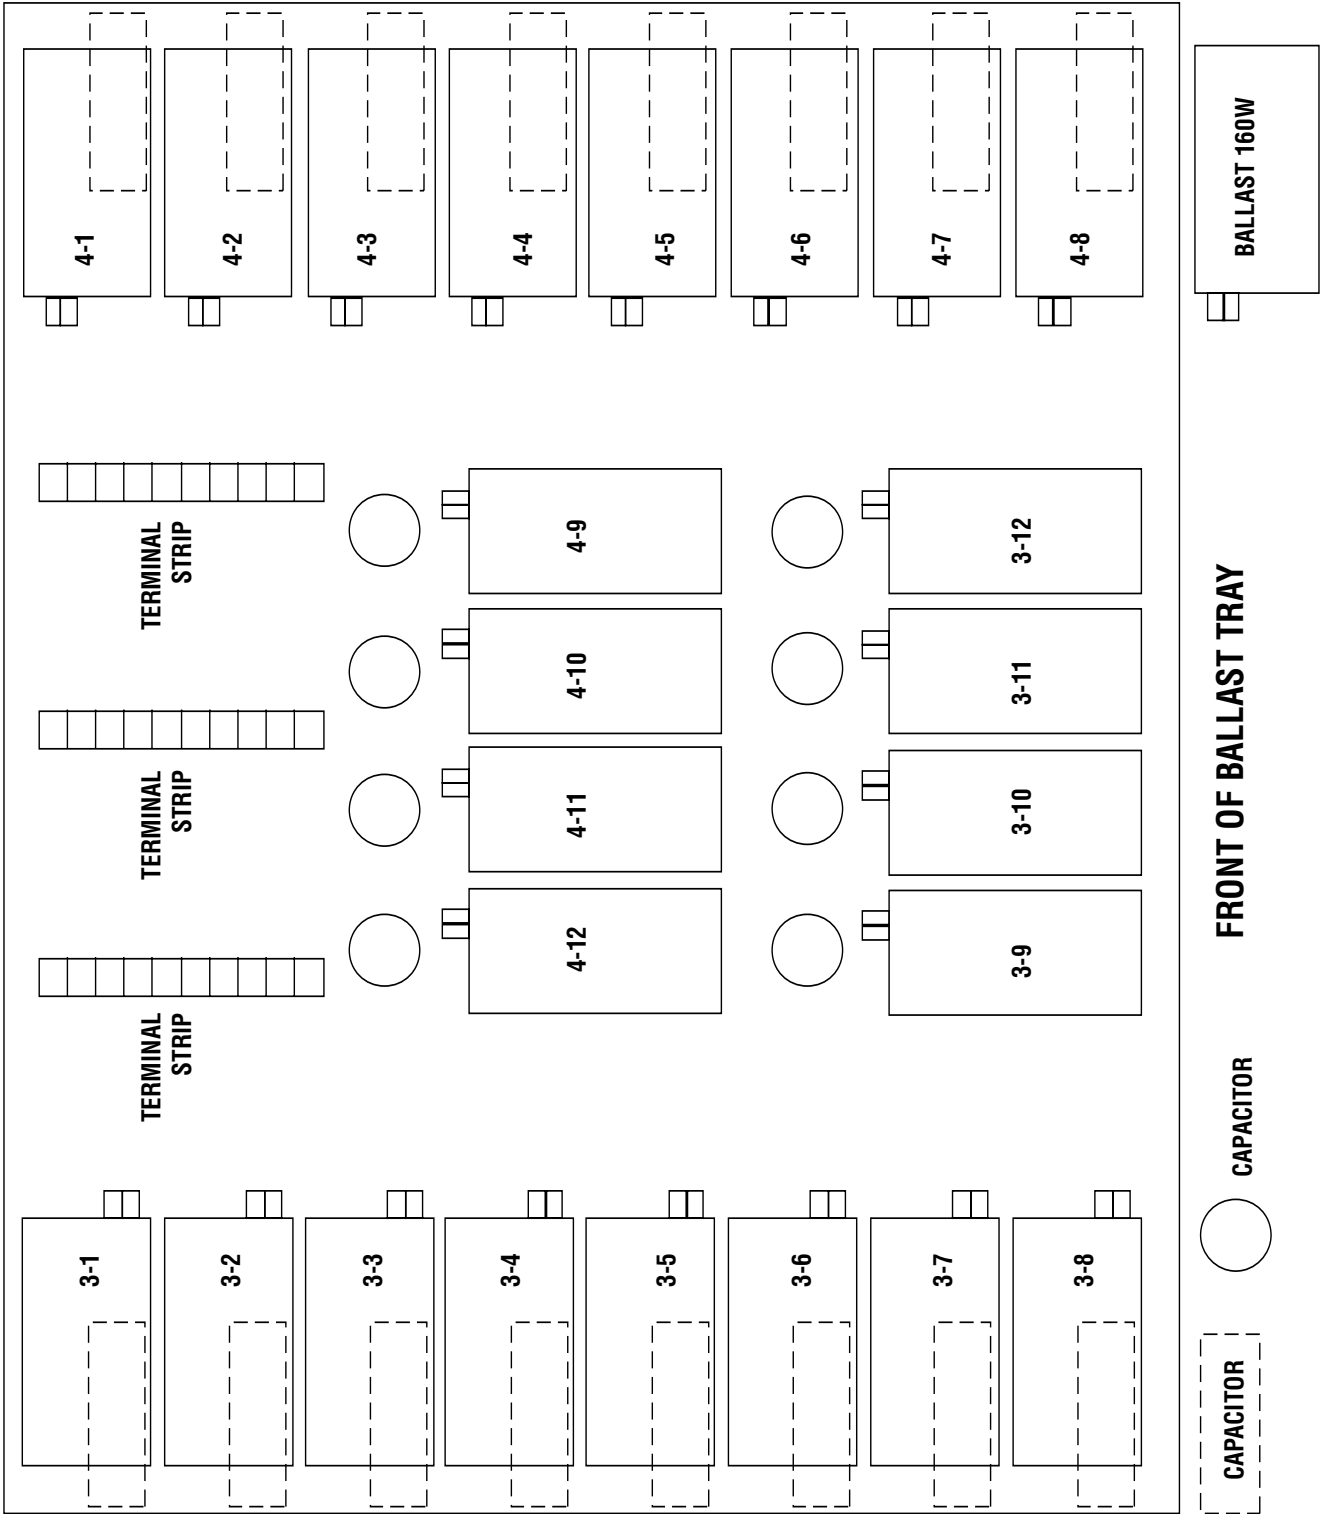 4-1
4-2
4-3
4-4
4-5
4-6
4-7
4-8
BALLAST 160W
TERMINAL
STRIP
4-9
3-12
TERMINAL
STRIP
4-10
3-11
4-11
3-10
TERMINAL
STRIP
4-12
3-9
FRONT OF BALLAST TRAY
3-1
3-2
3-3
3-4
3-5
3-6
3-7
3-8
CAPACITOR
CAPACITOR